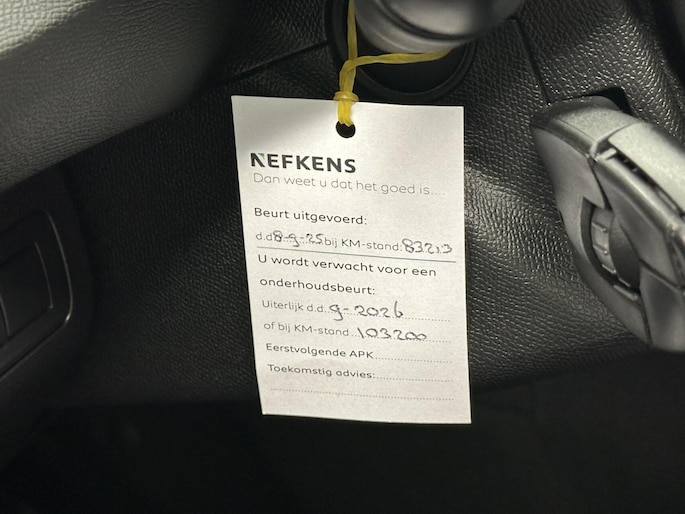 NEFKENS
Dan weet u dat het goed is....
Beurt uitgevoerd:
d.d. 8-9-25 bij KM-stand: 83213
U wordt verwacht voor een
onderhoudsbeurt:
Uiterlijk d.d. 9-2026
of bij KM-stand 103200
Eerstvolgende APK
Toekomstig advies: